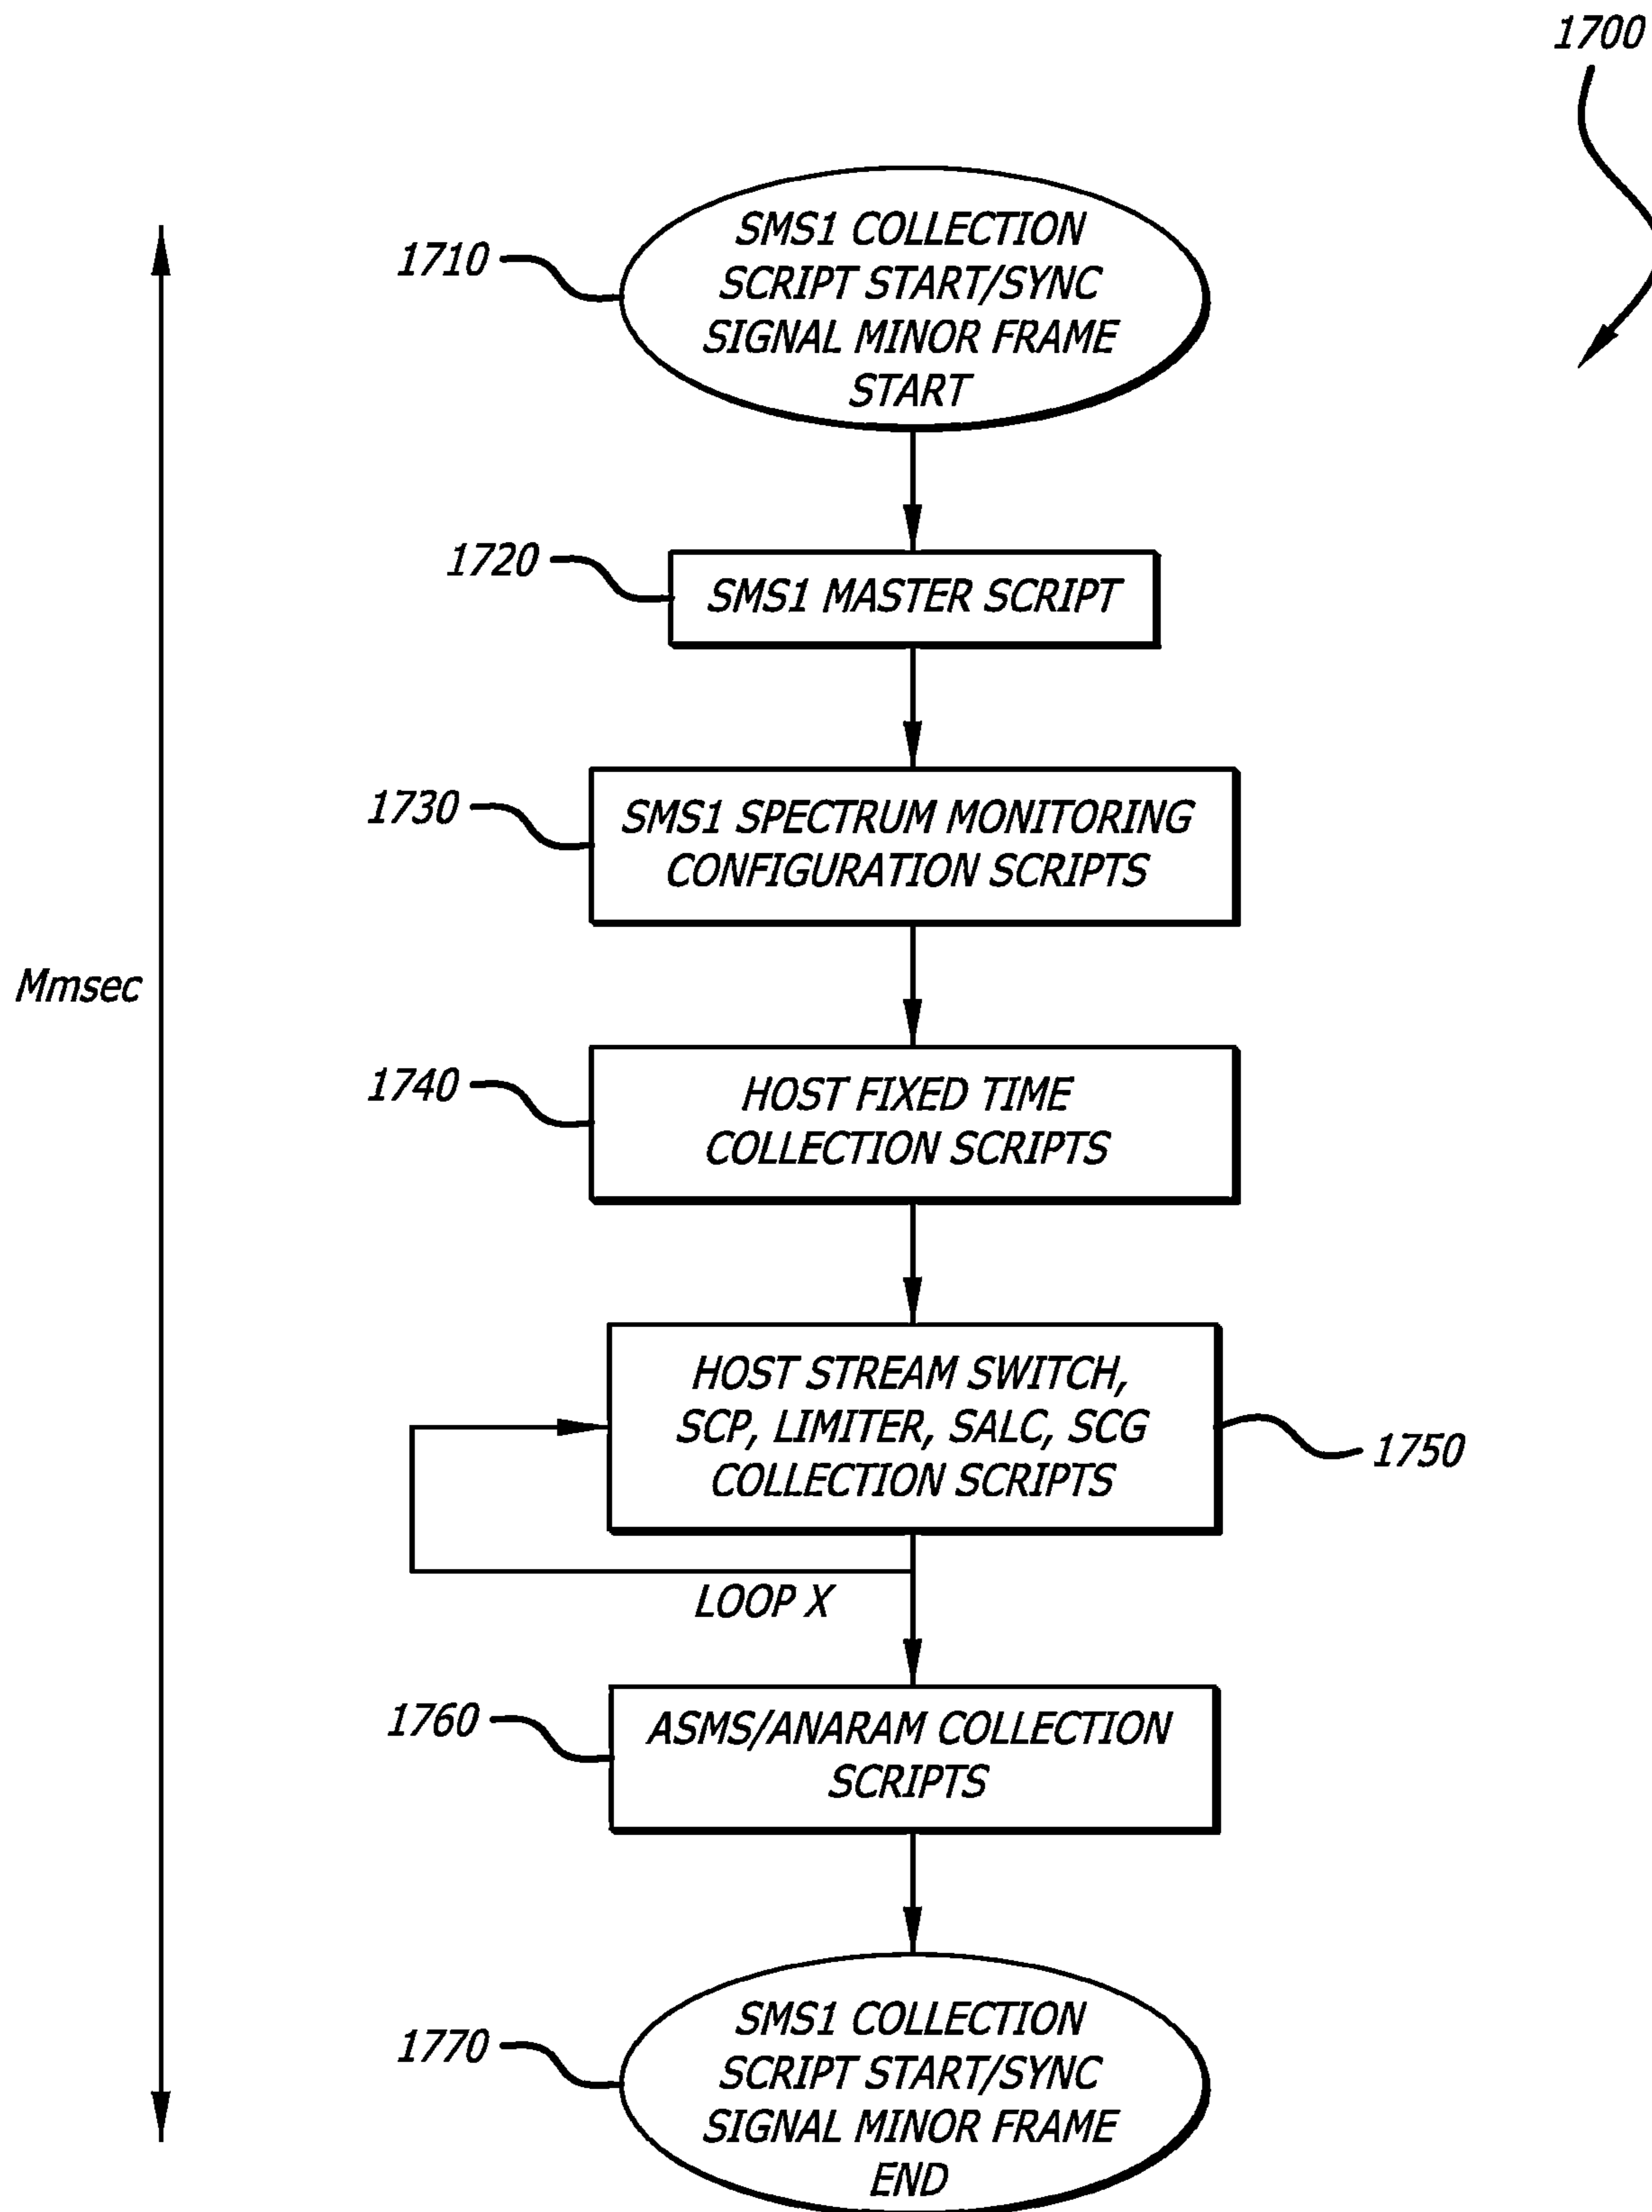 1700
SMS1 COLLECTION
SCRIPT START/SYNC
SIGNAL MINOR FRAME
START
1710
1720
SMS1 MASTER SCRIPT
1730
SMS1 SPECTRUM MONITORING
CONFIGURATION SCRIPTS
Mmsec
1740
HOST FIXED TIME
COLLECTION SCRIPTS
HOST STREAM SWITCH,
SCP, LIMITER, SALC, SCG
COLLECTION SCRIPTS
1750
LOOP X
1760
ASMS/ANARAM COLLECTION
SCRIPTS
1770
SMS1 COLLECTION
SCRIPT START/SYNC
SIGNAL MINOR FRAME
END